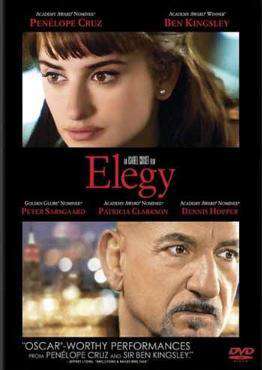 ACADEMY AWARD® NOMINEE
PENÉLOPE CRUZ
ACADEMY AWARD® WINNER
BEN KINGSLEY
AN ISABEL COIXET FILM
Elegy
GOLDEN GLOBE® NOMINEE
PETER SARSGAARD
ACADEMY AWARD® NOMINEE
PATRICIA CLARKSON
ACADEMY AWARD® NOMINEE
DENNIS HOPPER
"OSCAR®-WORTHY PERFORMANCES
FROM PENÉLOPE CRUZ AND SIR BEN KINGSLEY."
DVD